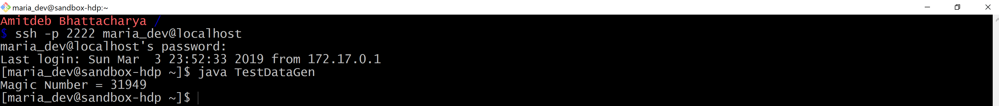 maria_dev@sandbox-hdp:~
Amitdeb Bhattacharya /
$ ssh -p 2222 maria_dev@localhost
maria_dev@localhost's password:
Last login: Sun Mar  3 23:52:33 2019 from 172.17.0.1
[maria_dev@sandbox-hdp ~]$ java TestDataGen
Magic Number = 31949
[maria_dev@sandbox-hdp ~]$